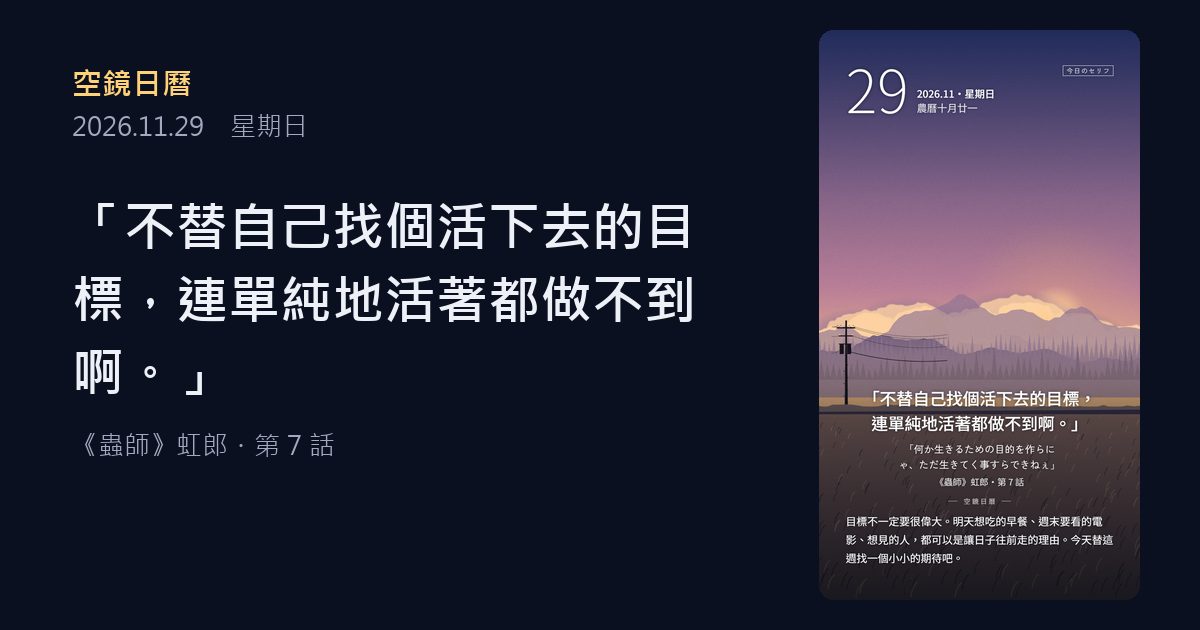 空鏡日曆
2026.11.29　星期日
「不替自己找個活下去的目
標，連單純地活著都做不到
啊。」
《蟲師》虹郎・第 7 話
29
2026.11・星期日
農曆十月廿一
今日のセリフ
「不替自己找個活下去的目標，
連單純地活著都做不到啊。」
「何か生きるための目的を作らに
ゃ、ただ生きてく事すらできねぇ」
《蟲師》虹郎・第 7 話
空鏡日曆
目標不一定要很偉大。明天想吃的早餐、週末要看的電
影、想見的人，都可以是讓日子往前走的理由。今天替這
週找一個小小的期待吧。